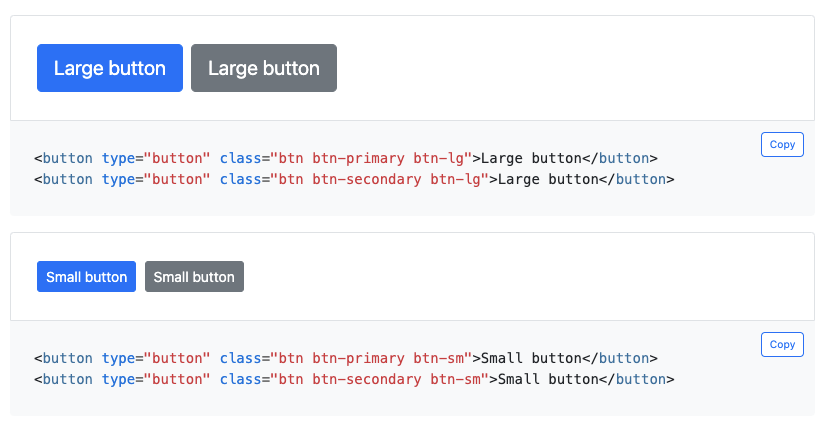 Large button Large button
Copy
<button type="button" class="btn btn-primary btn-lg">Large button</button>
<button type="button" class="btn btn-secondary btn-lg">Large button</button>
Small button Small button
Copy
<button type="button" class="btn btn-primary btn-sm">Small button</button>
<button type="button" class="btn btn-secondary btn-sm">Small button</button>